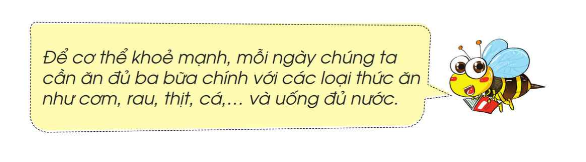 Để cơ thể khoẻ mạnh, mỗi ngày chúng ta
cần ăn đủ ba bữa chính với các loại thức ăn
như cơm, rau, thịt, cá,... và uống đủ nước.